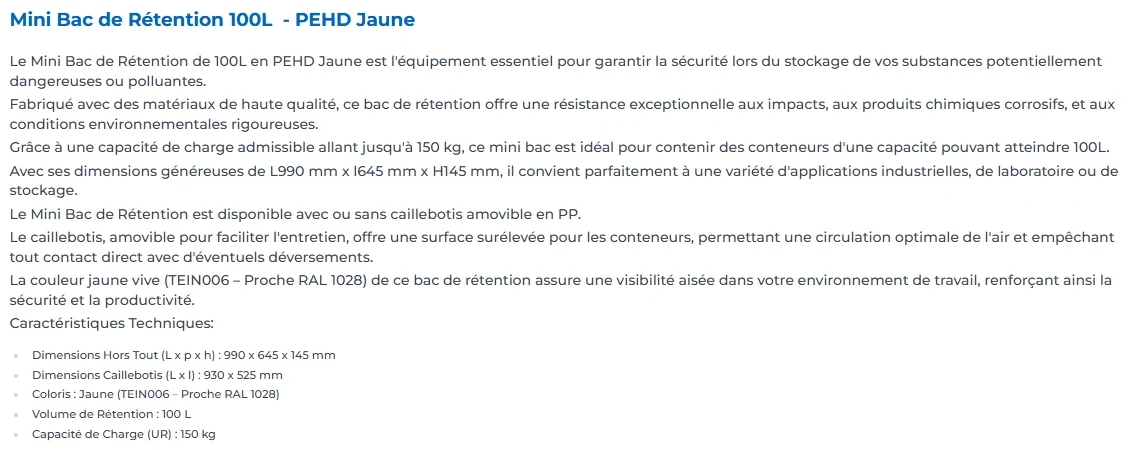 Mini Bac de Rétention 100L - PEHD Jaune
Le Mini Bac de Rétention de 100L en PEHD Jaune est l'équipement essentiel pour garantir la sécurité lors du stockage de vos substances potentiellement
dangereuses ou polluantes.
Fabriqué avec des matériaux de haute qualité, ce bac de rétention offre une résistance exceptionnelle aux impacts, aux produits chimiques corrosifs, et aux
conditions environnementales rigoureuses.
Grâce à une capacité de charge admissible allant jusqu'à 150 kg, ce mini bac est idéal pour contenir des conteneurs d'une capacité pouvant atteindre 100L.
Avec ses dimensions généreuses de L990 mm x l645 mm x H145 mm, il convient parfaitement à une variété d'applications industrielles, de laboratoire ou de
stockage.
Le Mini Bac de Rétention est disponible avec ou sans caillebotis amovible en PP.
Le caillebotis, amovible pour faciliter l'entretien, offre une surface surélevée pour les conteneurs, permettant une circulation optimale de l'air et empêchant
tout contact direct avec d'éventuels déversements.
La couleur jaune vive (TEIN006 – Proche RAL 1028) de ce bac de rétention assure une visibilité aisée dans votre environnement de travail, renforçant ainsi la
sécurité et la productivité.
Caractéristiques Techniques:
Dimensions Hors Tout (L x p x h) : 990 x 645 x 145 mm
Dimensions Caillebotis (L x l) : 930 x 525 mm
Coloris : Jaune (TEIN006 – Proche RAL 1028)
Volume de Rétention : 100 L
Capacité de Charge (UR) : 150 kg